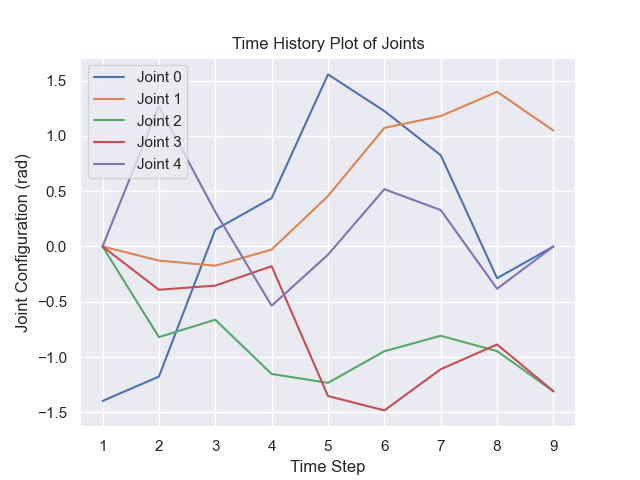 Time History Plot of Joints
Joint 0
Joint 1
Joint 2
Joint 3
Joint 4
1.5
1.0
0.5
0.0
−0.5
−1.0
−1.5
Joint Configuration (rad)
1 2 3 4 5 6 7 8 9
Time Step